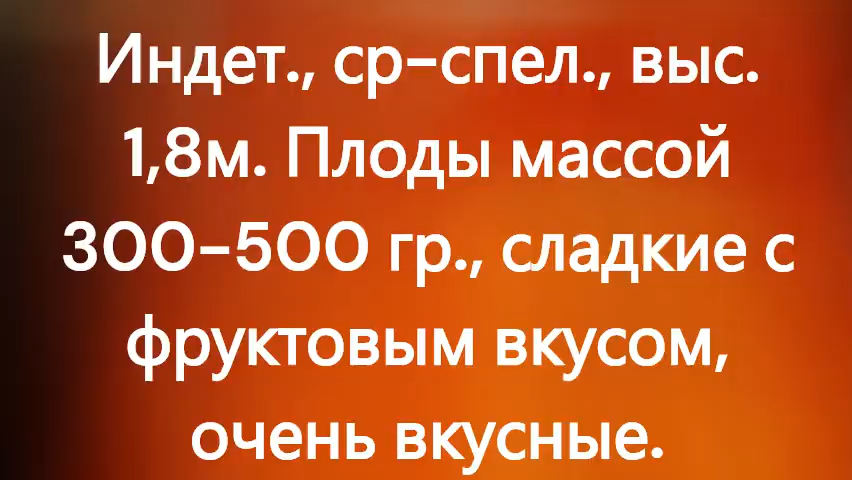 Индет., ср-спел., выс.
1,8м. Плоды массой
300-500 гр., сладкие с
фруктовым вкусом,
очень вкусные.